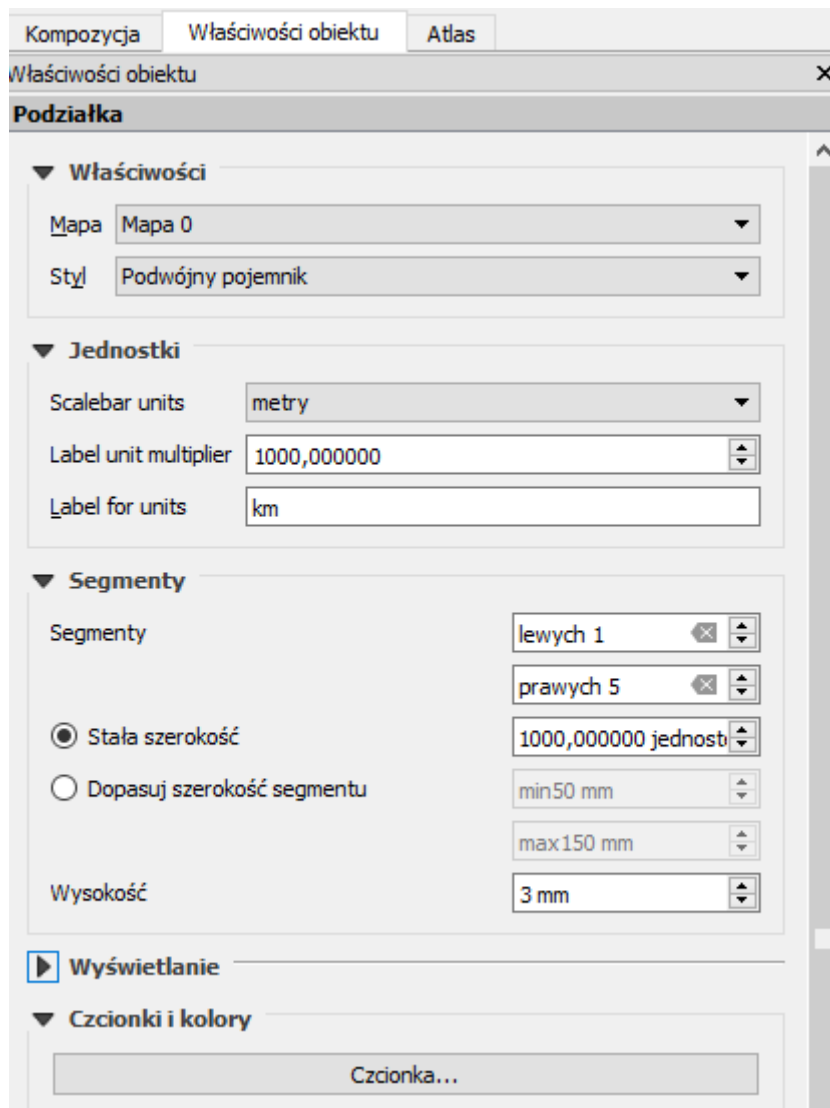 Kompozycja Właściwości obiektu Atlas
Właściwości obiektu
Podziałka
Właściwości
Mapa Mapa 0
Styl Podwójny pojemnik
Jednostki
Scalebar units metry
Label unit multiplier 1000,000000
Label for units km
Segmenty
Segmenty lewych 1
prawych 5
Stała szerokość 1000,000000 jednoste
Dopasuj szerokość segmentu min50 mm
max150 mm
Wysokość 3 mm
Wyświetlanie
Czcionki i kolory
Czcionka...